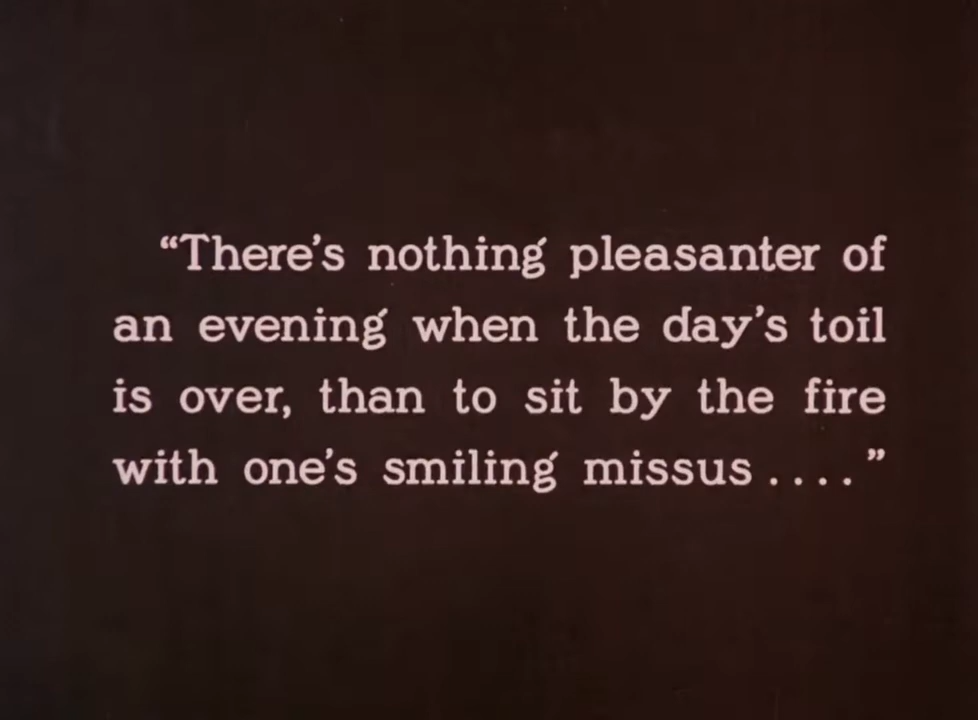 “There’s nothing pleasanter of
an evening when the day’s toil
is over, than to sit by the fire
with one’s smiling missus . . . . ”